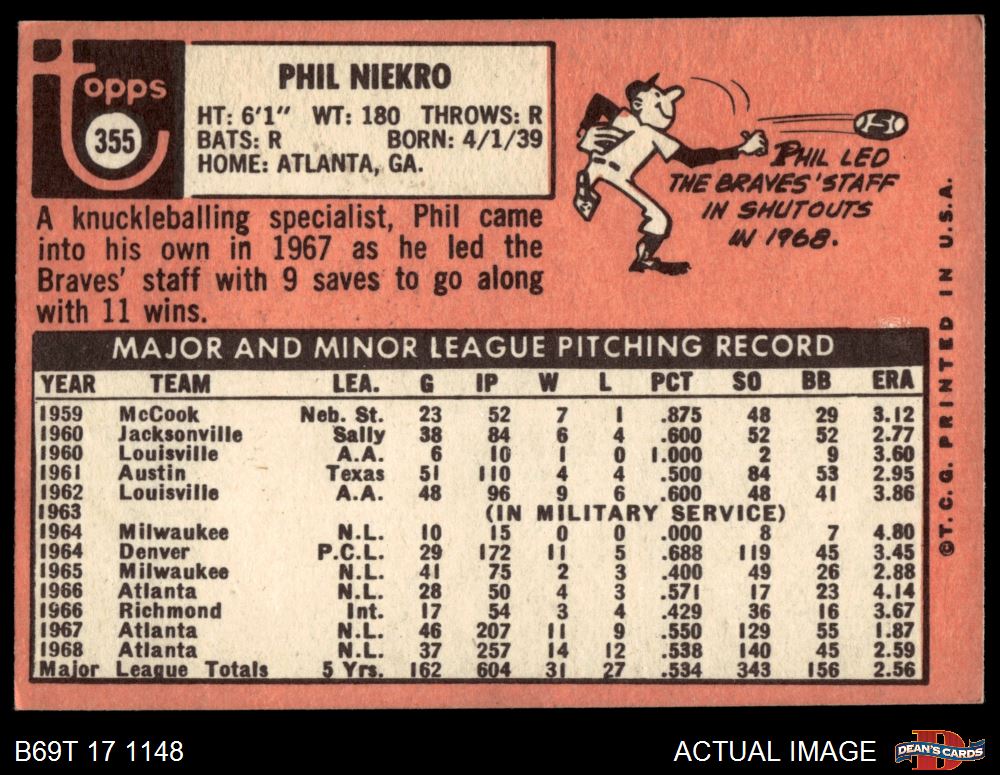 Topps
355
PHIL NIEKRO
HT: 6'1" WT: 180 THROWS: R
BATS: R BORN: 4/1/39
HOME: ATLANTA, GA.
A knuckleballing specialist, Phil came
into his own in 1967 as he led the
Braves' staff with 9 saves to go along
with 11 wins.
PHIL LED
THE BRAVES' STAFF
IN SHUTOUTS
IN 1968.
MAJOR AND MINOR LEAGUE PITCHING RECORD
YEAR TEAM LEA. G IP W L PCT SO BB ERA
1959 McCook Neb. St. 23 52 7 1 .875 48 29 3.12
1960 Jacksonville Sally 38 84 6 4 .600 52 52 2.77
1960 Louisville A.A. 6 10 1 0 1.000 2 9 3.60
1961 Austin Texas 51 110 4 4 .500 84 53 2.95
1962 Louisville A.A. 48 96 9 6 .600 48 41 3.86
1963 (IN MILITARY SERVICE)
1964 Milwaukee N.L. 10 15 0 0 .000 8 7 4.80
1964 Denver P.C.L. 29 172 11 5 .688 119 45 3.45
1965 Milwaukee N.L. 41 75 2 3 .400 49 26 2.88
1966 Atlanta N.L. 28 50 4 3 .571 17 23 4.14
1966 Richmond Int. 17 54 3 4 .429 36 16 3.67
1967 Atlanta N.L. 46 207 11 9 .550 129 55 1.87
1968 Atlanta N.L. 37 257 14 12 .538 140 45 2.59
Major League Totals 5 Yrs. 162 604 31 27 .534 343 156 2.56
©T.C.G. PRINTED IN U.S.A.
B69T 17 1148
ACTUAL IMAGE
DEAN'S CARDS